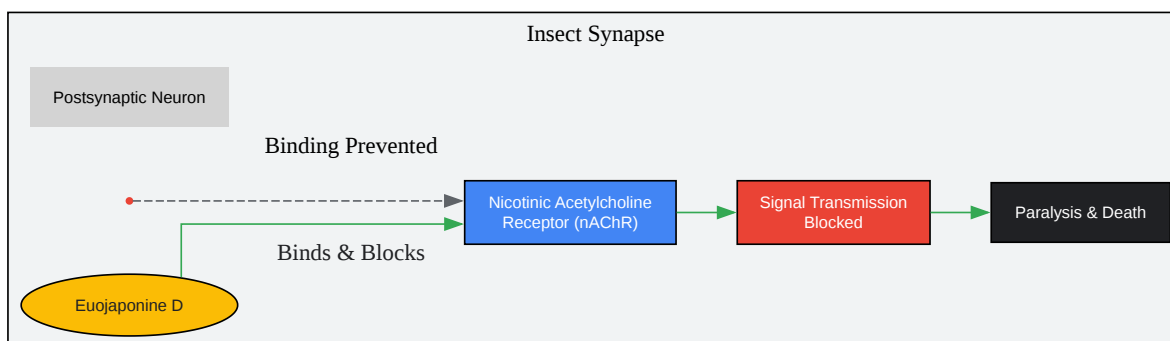 Insect Synapse
Postsynaptic Neuron
Binding Prevented
Nicotinic Acetylcholine
Receptor (nAChR)
Signal Transmission
Blocked
Paralysis & Death
Binds & Blocks
Euojaponine D